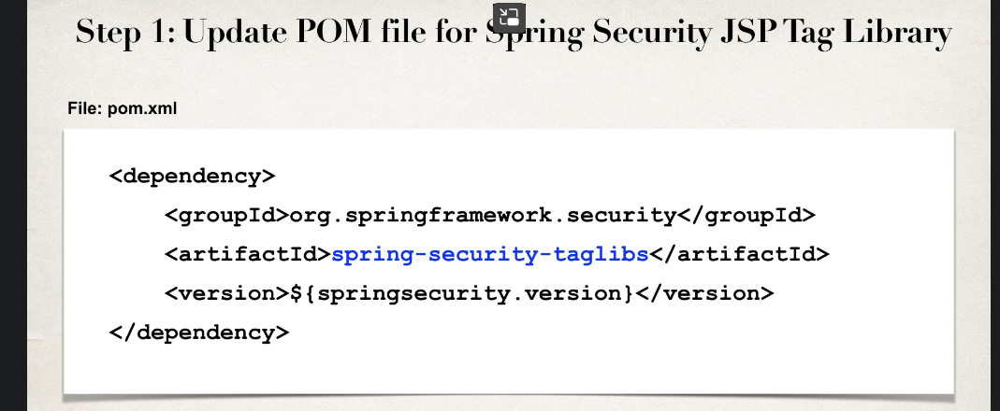 Step 1: Update POM file for Spring Security JSP Tag Library
File: pom.xml
<dependency>
<groupId>org.springframework.security</groupId>
<artifactId>spring-security-taglibs</artifactId>
<version>${springsecurity.version}</version>
</dependency>